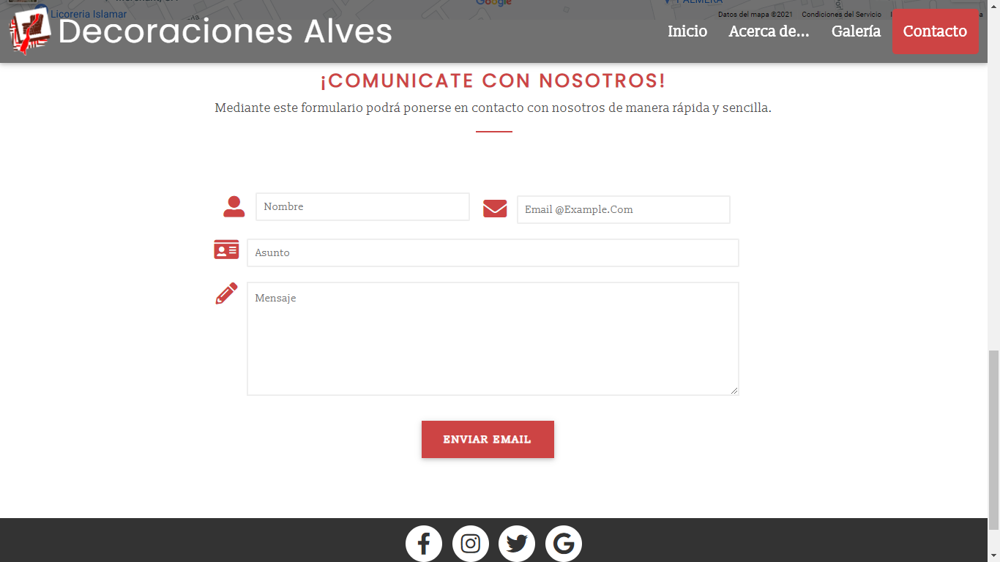 Google
PALMERA
Licoreria Islamar
Datos del mapa ©2021 Condiciones del Servicio
Decoraciones Alves
Inicio Acerca de... Galería Contacto
¡COMUNICATE CON NOSOTROS!
Mediante este formulario podrá ponerse en contacto con nosotros de manera rápida y sencilla.
Nombre
Email @Example.Com
Asunto
Mensaje
ENVIAR EMAIL